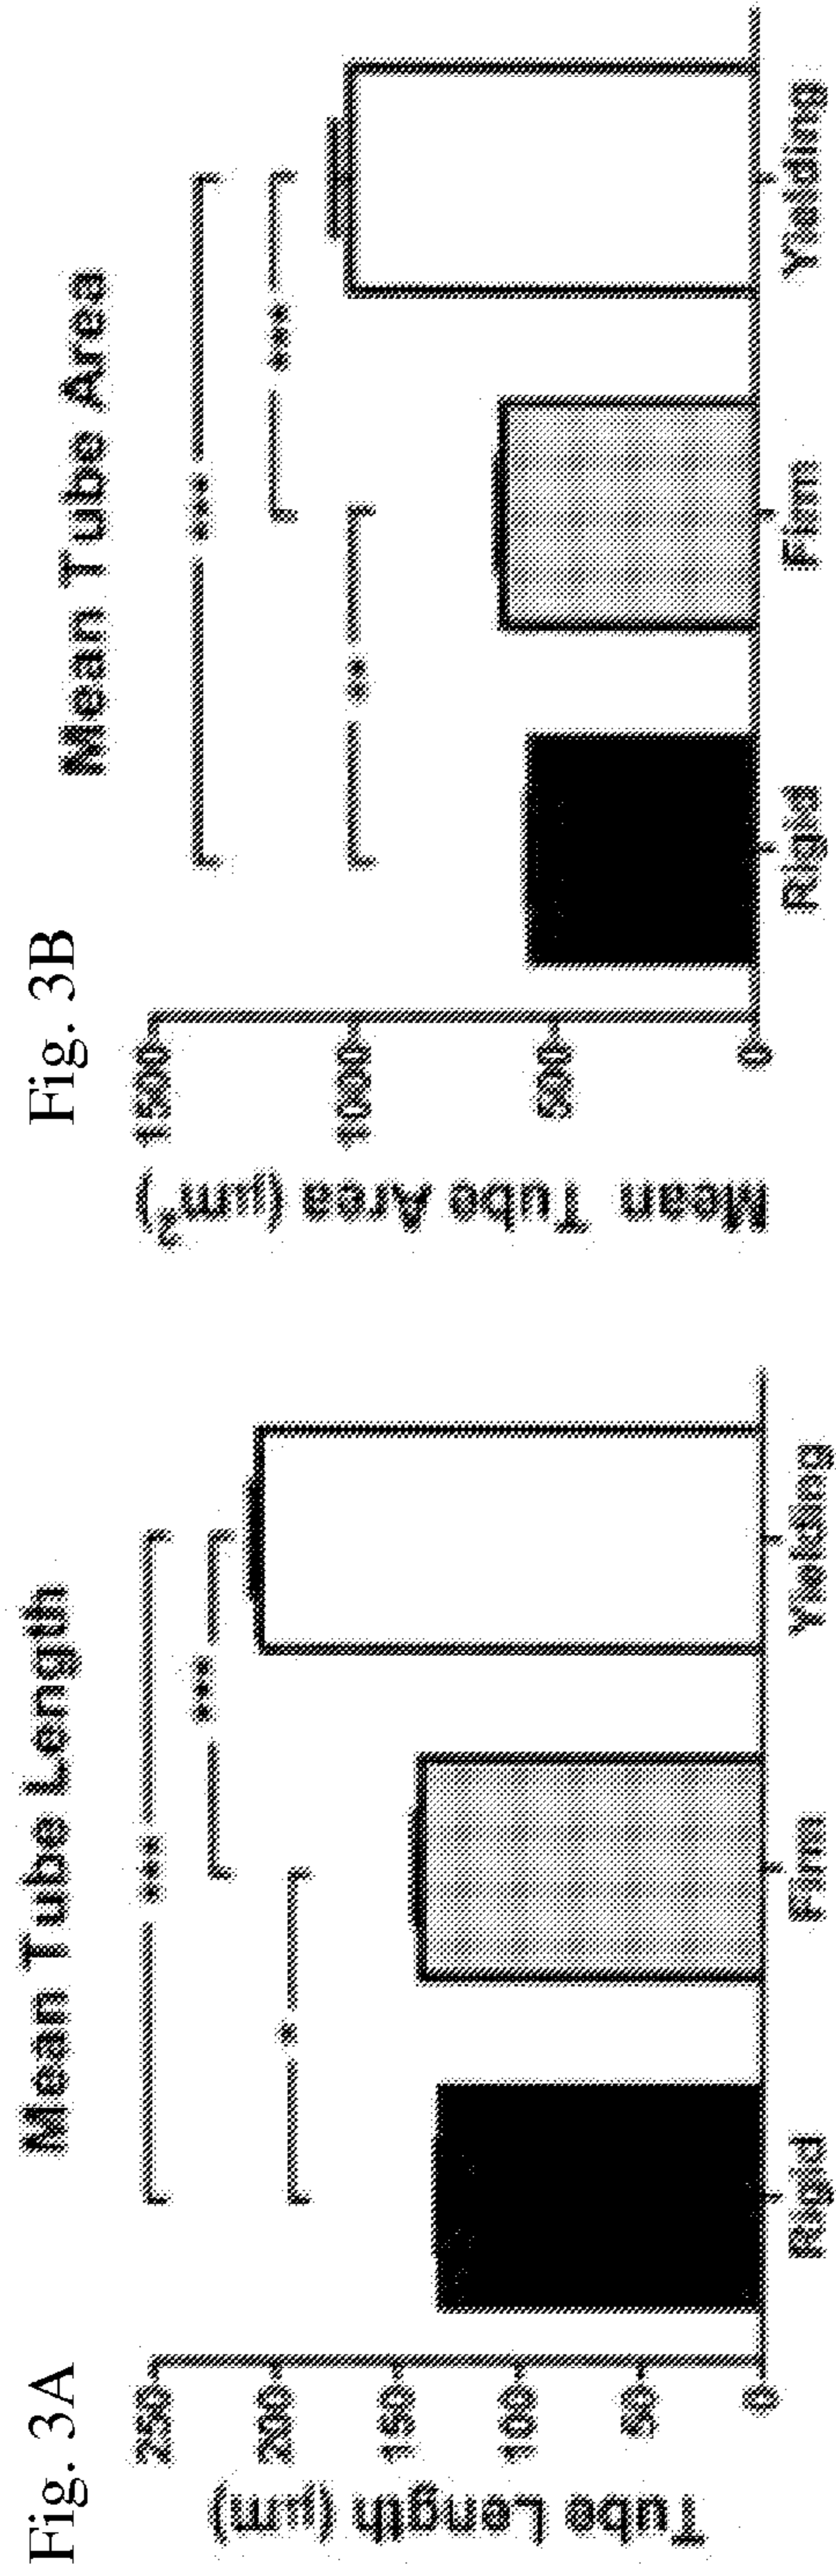 Fig. 3A
Mean Tube Length
Tube Length (μm)
250
200
150
100
50
0
Rigid
Firm
Yielding
***
***
*
Fig. 3B
Mean Tube Area
Mean Tube Area (μm²)
1500
1000
500
0
Rigid
Firm
Yielding
***
***
**